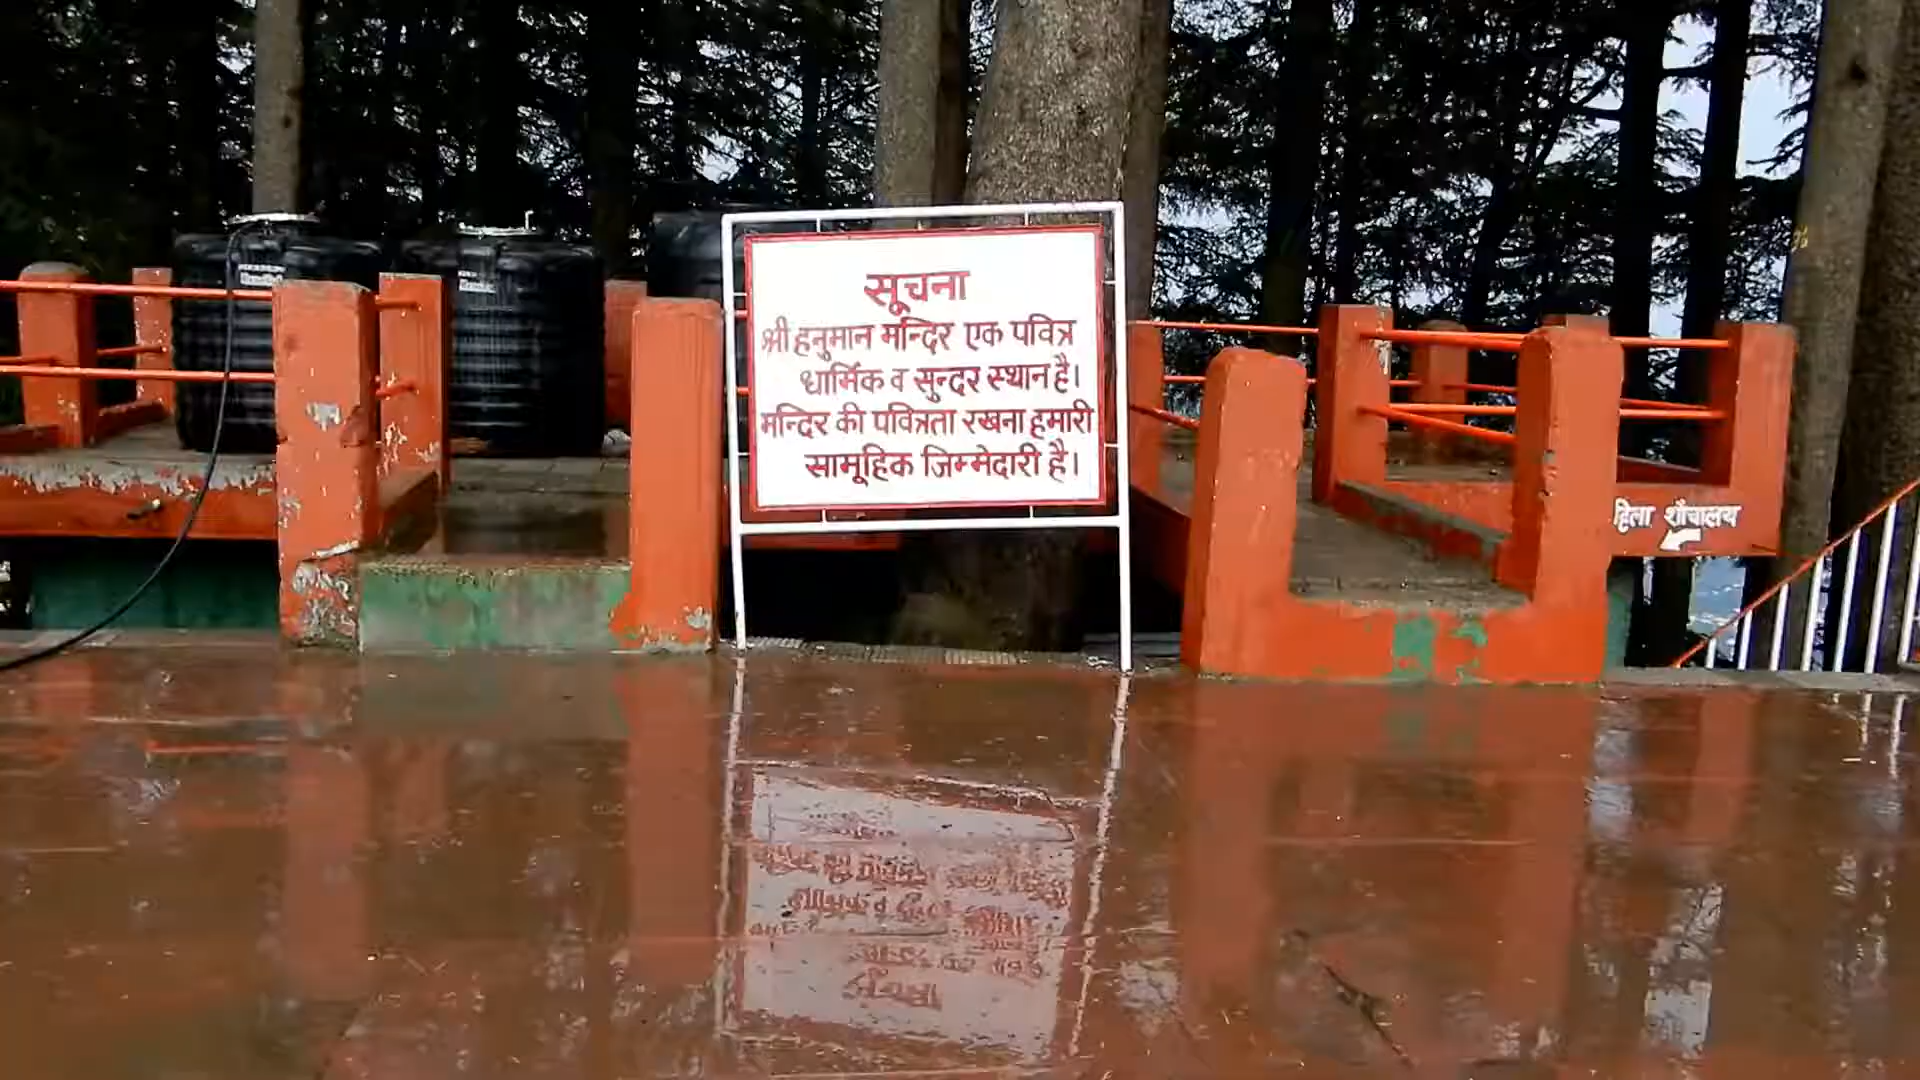 सूचना
श्री हनुमान मन्दिर एक पवित्र
धार्मिक व सुन्दर स्थान है।
मन्दिर की पवित्रता रखना हमारी
सामूहिक जिम्मेदारी है।
शौचालय